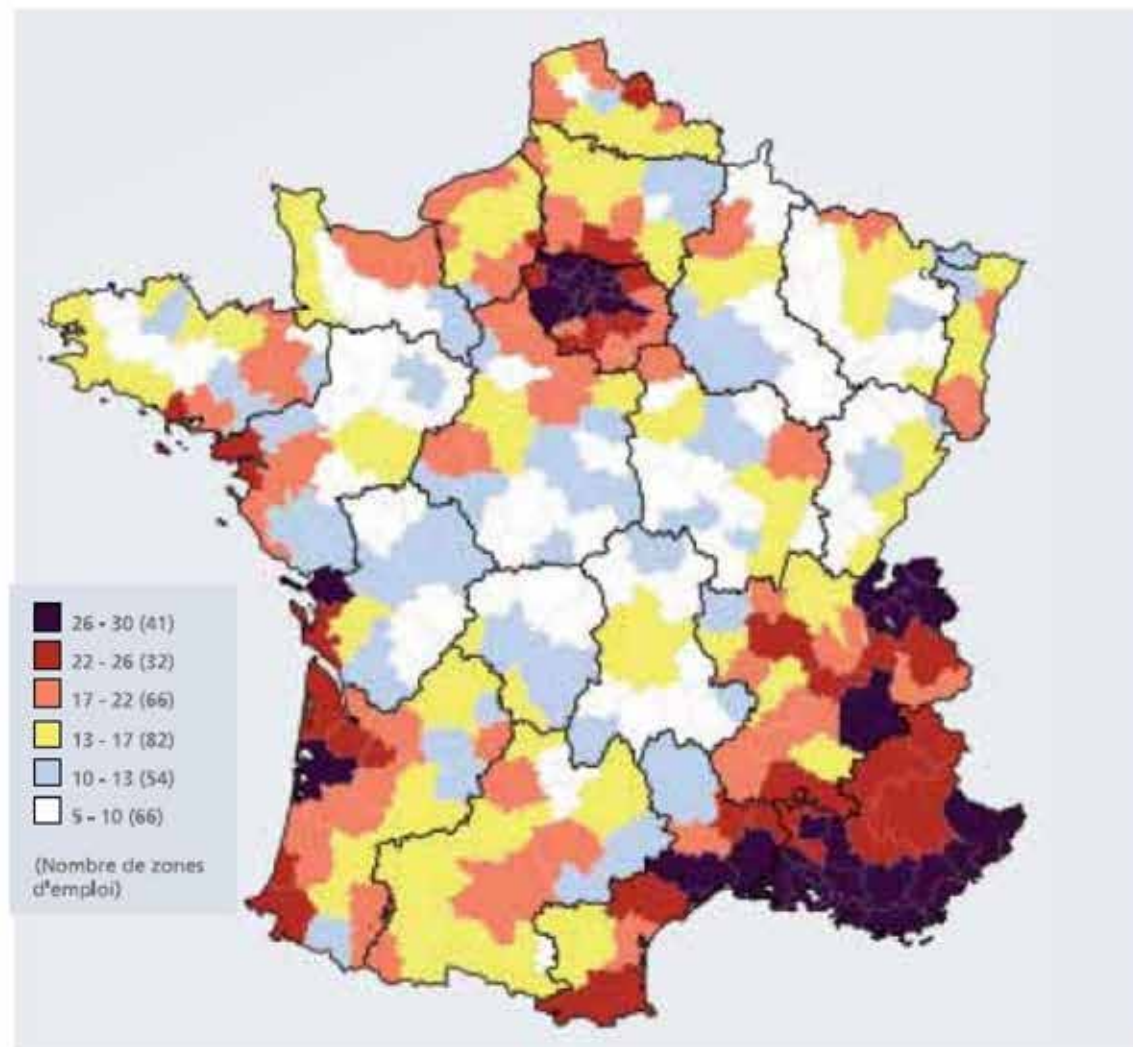 26 - 30 (41)
22 - 26 (32)
17 - 22 (66)
13 - 17 (82)
10 - 13 (54)
5 - 10 (66)
(Nombre de zones
d'emploi)